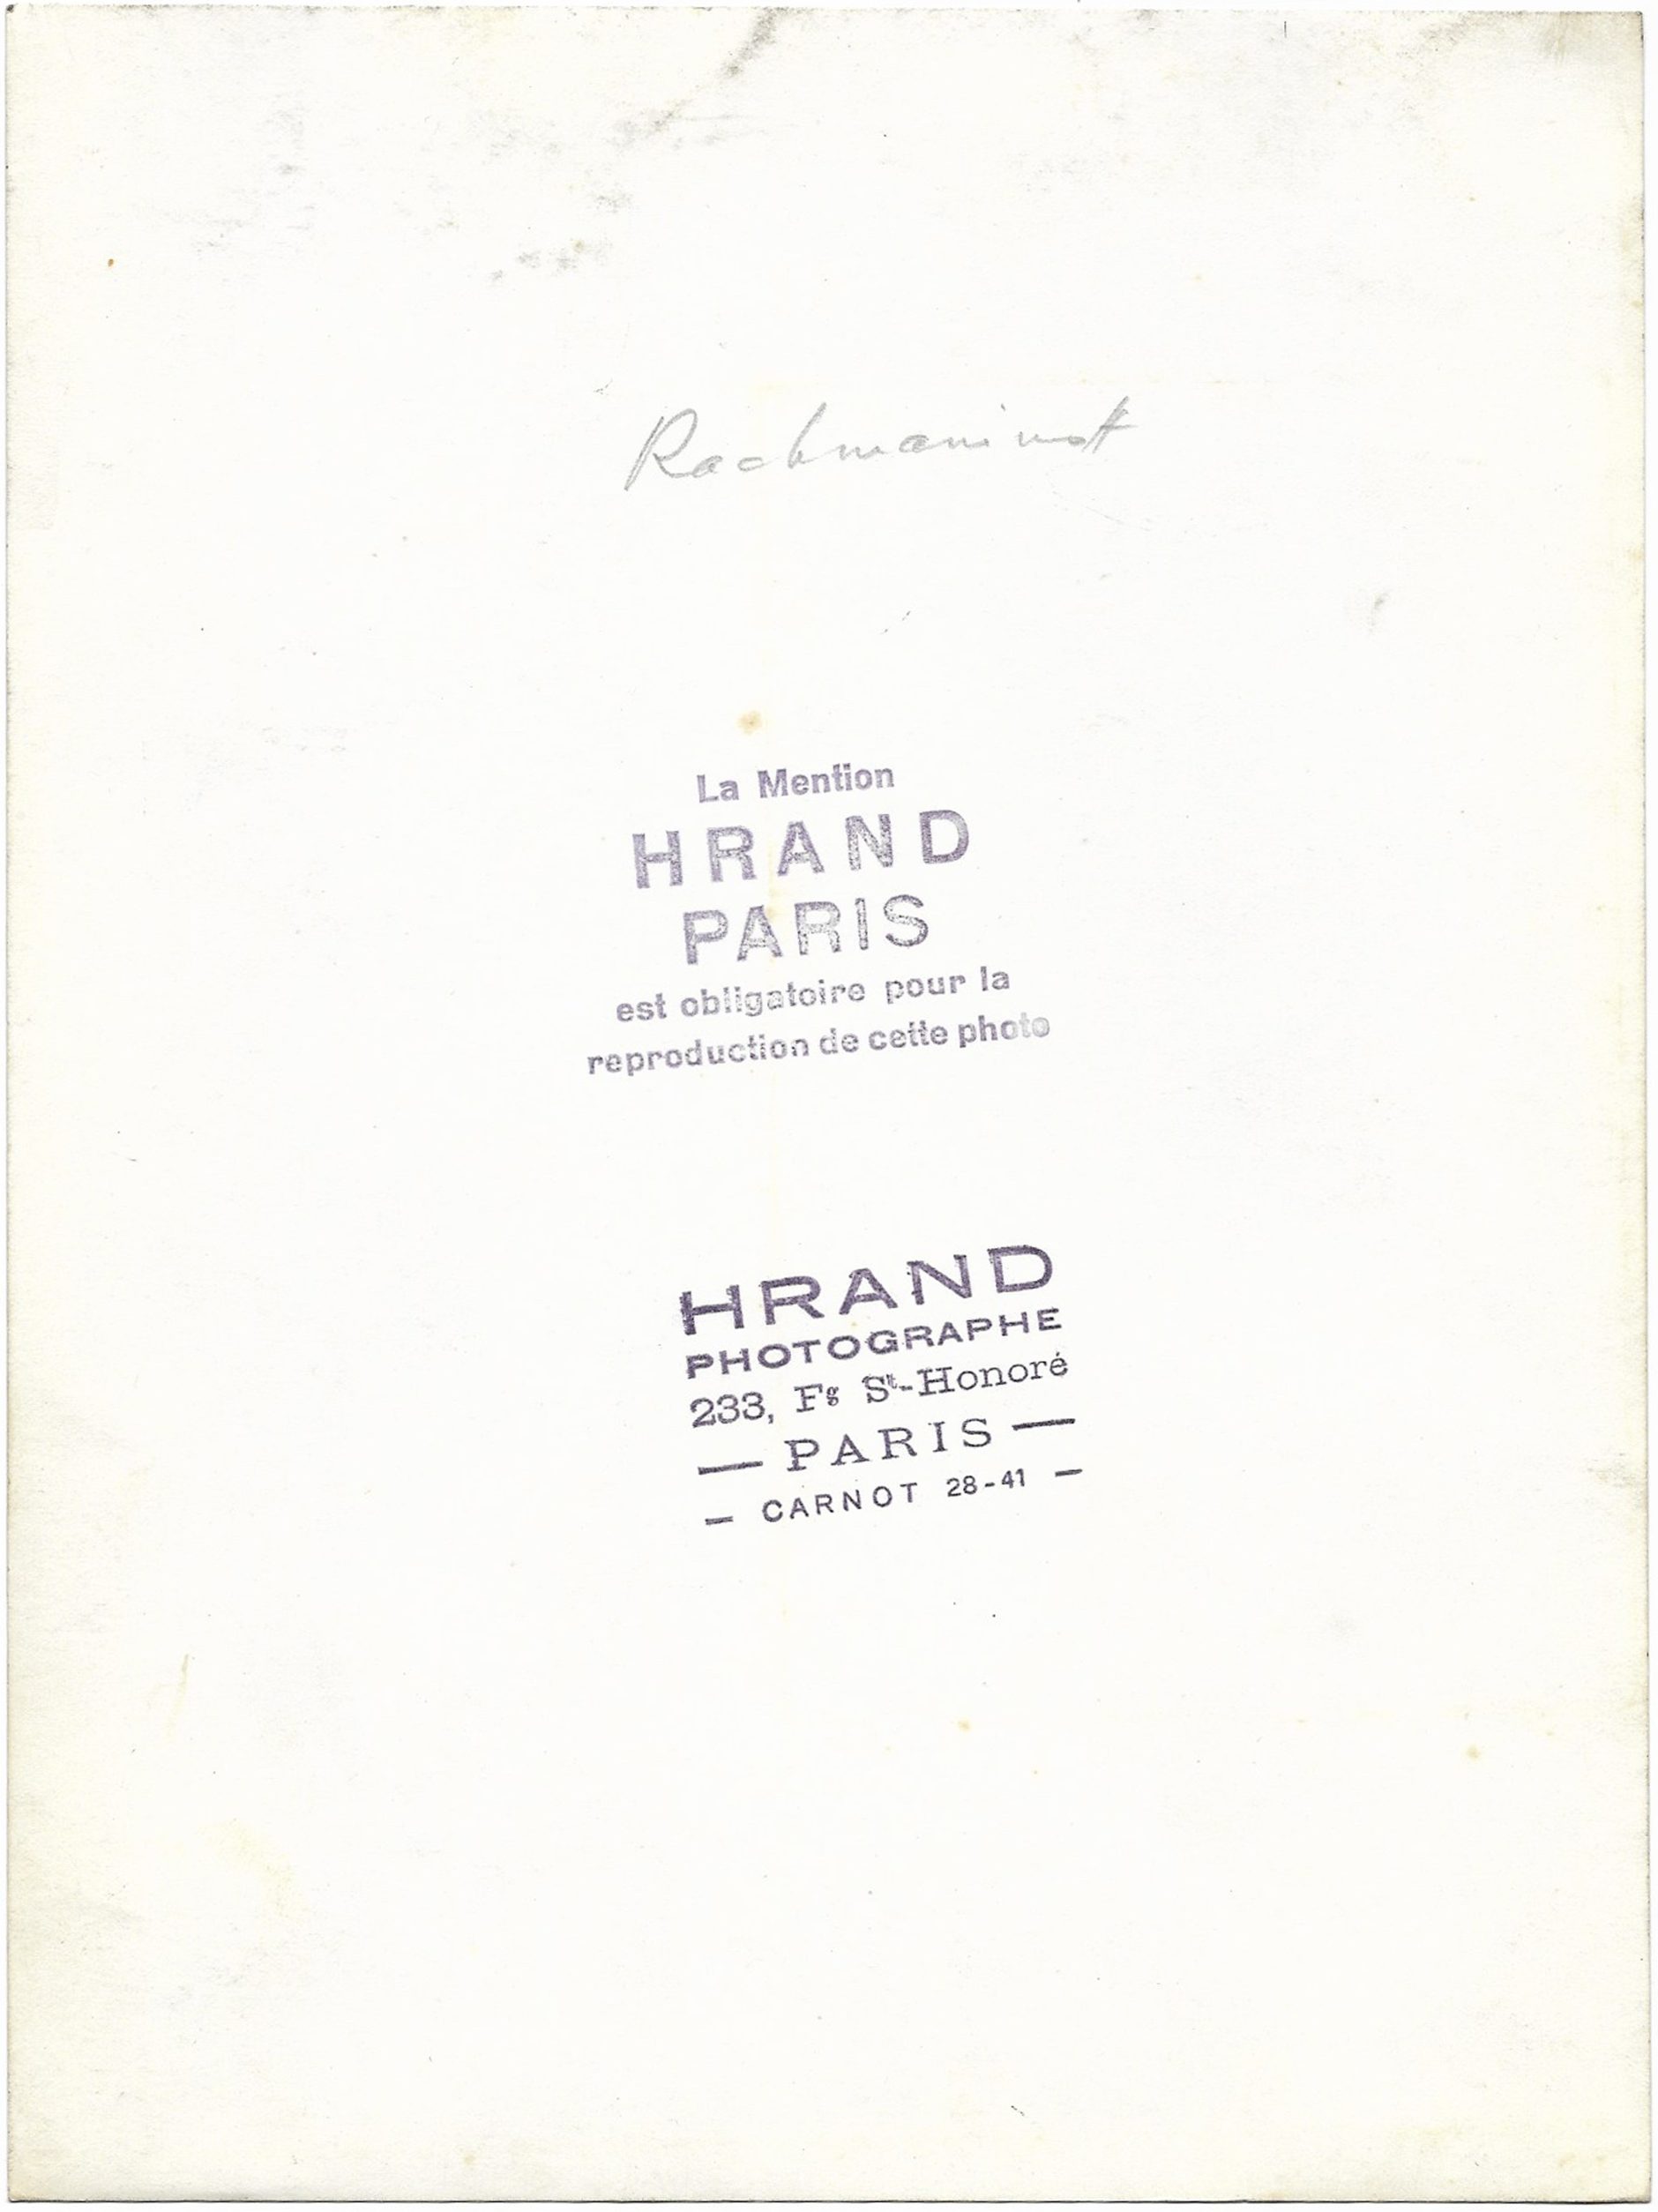 Rachmaninoff
La Mention
HRAND
PARIS
est obligatoire pour la
reproduction de cette photo
HRAND
PHOTOGRAPHE
233, Fg St-Honoré
— PARIS —
— CARNOT 28-41 —